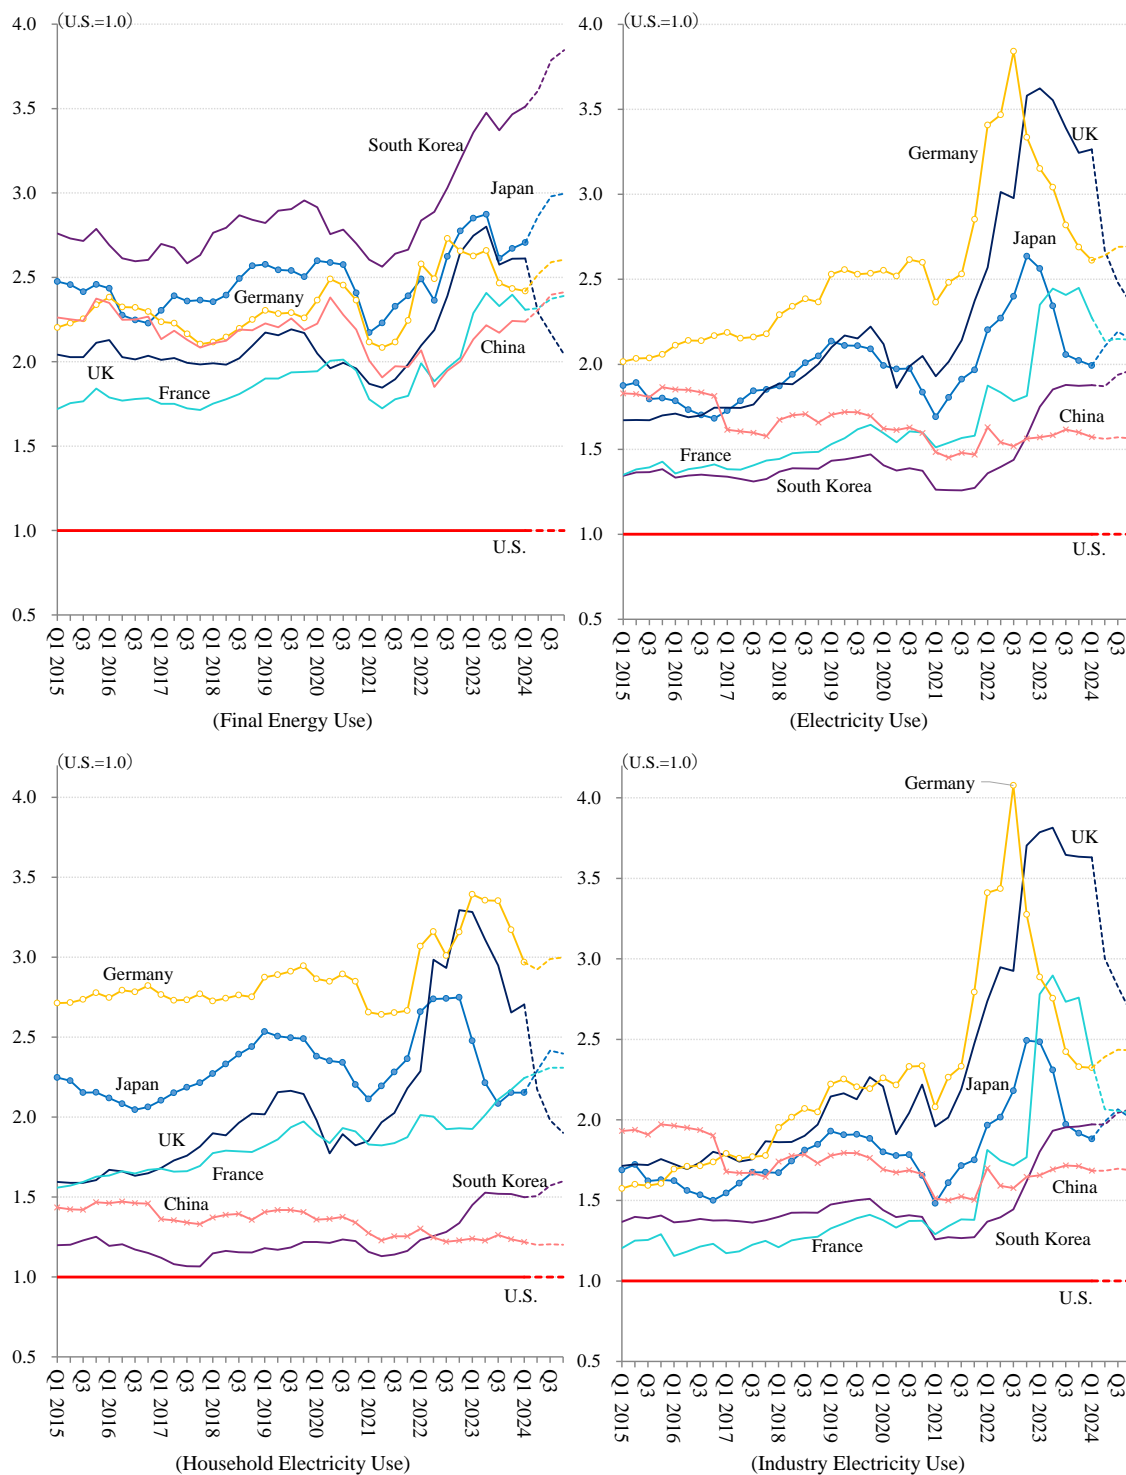 (U.S.=1.0)
4.0
3.5
3.0
2.5
2.0
1.5
1.0
0.5
South Korea
Japan
Germany
UK
France
China
U.S.
Q1 2015
Q3
Q1 2016
Q3
Q1 2017
Q3
Q1 2018
Q3
Q1 2019
Q3
Q1 2020
Q3
Q1 2021
Q3
Q1 2022
Q3
Q1 2023
Q3
Q1 2024
Q3
(Final Energy Use)
(U.S.=1.0)
4.0
3.5
3.0
2.5
2.0
1.5
1.0
0.5
UK
Germany
Japan
China
France
South Korea
U.S.
Q1 2015
Q3
Q1 2016
Q3
Q1 2017
Q3
Q1 2018
Q3
Q1 2019
Q3
Q1 2020
Q3
Q1 2021
Q3
Q1 2022
Q3
Q1 2023
Q3
Q1 2024
Q3
(Electricity Use)
(U.S.=1.0)
4.0
3.5
3.0
2.5
2.0
1.5
1.0
0.5
Germany
Japan
UK
France
South Korea
China
U.S.
Q1 2015
Q3
Q1 2016
Q3
Q1 2017
Q3
Q1 2018
Q3
Q1 2019
Q3
Q1 2020
Q3
Q1 2021
Q3
Q1 2022
Q3
Q1 2023
Q3
Q1 2024
Q3
(Household Electricity Use)
(U.S.=1.0)
4.0
3.5
3.0
2.5
2.0
1.5
1.0
0.5
Germany
UK
Japan
China
South Korea
France
U.S.
Q1 2015
Q3
Q1 2016
Q3
Q1 2017
Q3
Q1 2018
Q3
Q1 2019
Q3
Q1 2020
Q3
Q1 2021
Q3
Q1 2022
Q3
Q1 2023
Q3
Q1 2024
Q3
(Industry Electricity Use)